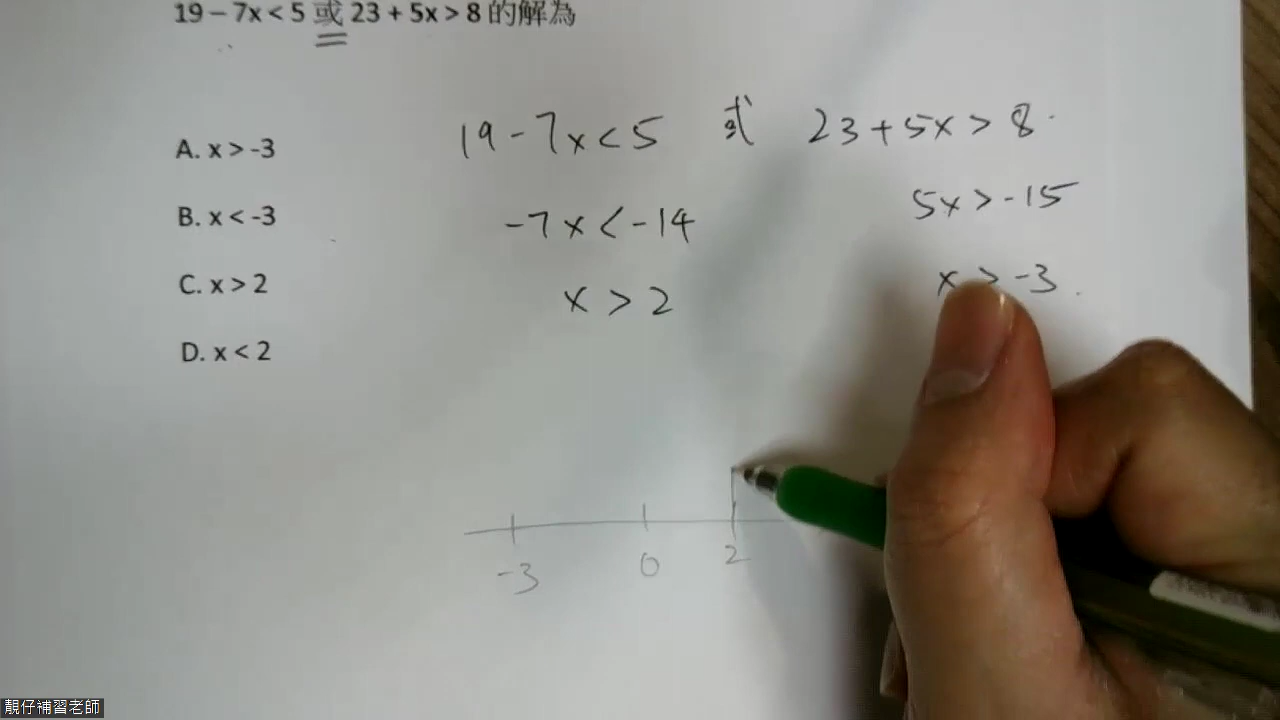 19 – 7x < 5 或 23 + 5x > 8 的解為
A. x > -3
B. x < -3
C. x > 2
D. x < 2
19 - 7x < 5 或 23 + 5x > 8
-7x < -14 5x > -15
x > 2 x > -3
-3 0 2
靚仔補習老師